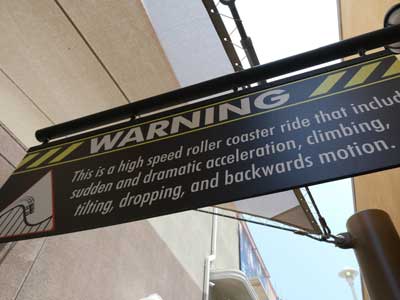 WARNING
This is a high speed roller coaster ride that includ
sudden and dramatic acceleration, climbing,
tilting, dropping, and backwards motion.